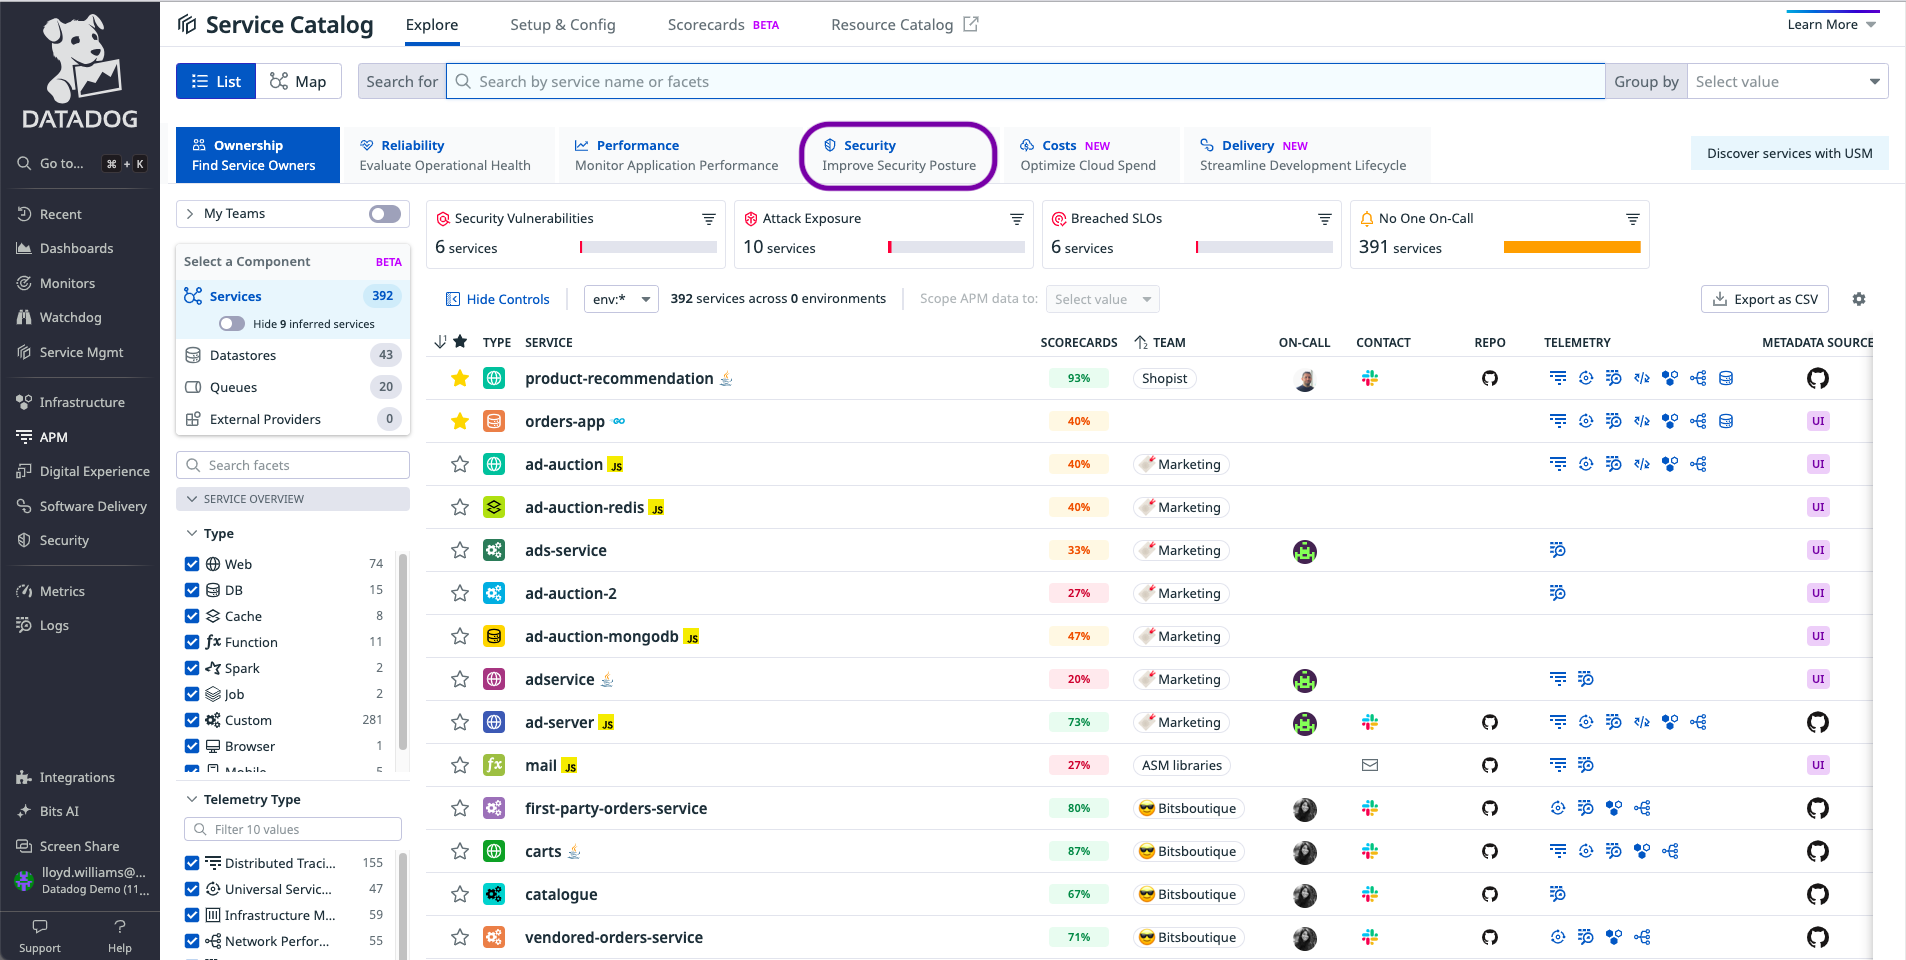 DATADOG
Go to... ⌘ + K
Recent
Dashboards
Monitors
Watchdog
Service Mgmt
Infrastructure
APM
Digital Experience
Software Delivery
Security
Metrics
Logs
Integrations
Bits AI
Screen Share
lloyd.williams@...
Datadog Demo (11...
Support
? Help
Service Catalog
Explore
Setup & Config
Scorecards BETA
Resource Catalog
Learn More
List
Map
Search for
Search by service name or facets
Group by
Select value
Ownership
Find Service Owners
Reliability
Evaluate Operational Health
Performance
Monitor Application Performance
Security
Improve Security Posture
Costs NEW
Optimize Cloud Spend
Delivery NEW
Streamline Development Lifecycle
Discover services with USM
My Teams
Select a Component BETA
Services 392
Hide 9 inferred services
Datastores 43
Queues 20
External Providers 0
Search facets
SERVICE OVERVIEW
Type
Web 74
DB 15
Cache 8
Function 11
Spark 2
Job 2
Custom 281
Browser 1
Mobile 5
Telemetry Type
Filter 10 values
Distributed Traci... 155
Universal Servic... 47
Infrastructure M... 59
Network Perfor... 55
Security Vulnerabilities
6 services
Attack Exposure
10 services
Breached SLOs
6 services
No One On-Call
391 services
Hide Controls
env:*
392 services across 0 environments
Scope APM data to:
Select value
Export as CSV
TYPE SERVICE SCORECARDS 2 TEAM ON-CALL CONTACT REPO TELEMETRY METADATA SOURCE
product-recommendation 93% Shopist
orders-app GO 40% UI
ad-auction JS 40% Marketing UI
ad-auction-redis JS 40% Marketing UI
ads-service 33% Marketing UI
ad-auction-2 27% Marketing UI
ad-auction-mongodb JS 47% Marketing UI
adservice 20% Marketing UI
ad-server JS 73% Marketing
fx mail JS 27% ASM libraries UI
first-party-orders-service 80% Bitsboutique
carts 87% Bitsboutique
catalogue 67% Bitsboutique
vendored-orders-service 71% Bitsboutique